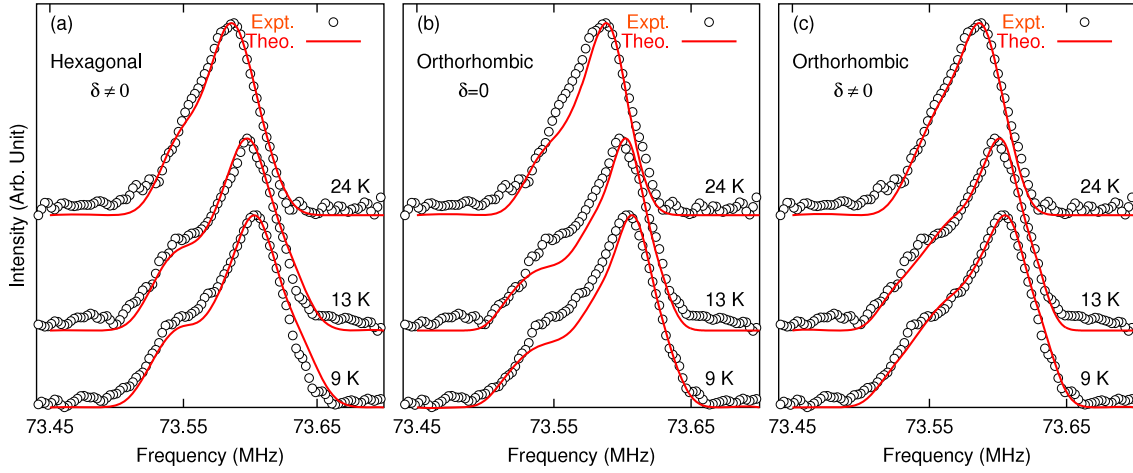 (a)
Expt.
Theo.
Hexagonal
δ ≠ 0
24 K
13 K
9 K
73.45
73.55
73.65
Frequency (MHz)
Intensity (Arb. Unit)
(b)
Expt.
Theo.
Orthorhombic
δ=0
24 K
13 K
9 K
73.45
73.55
73.65
Frequency (MHz)
(c)
Expt.
Theo.
Orthorhombic
δ ≠ 0
24 K
13 K
9 K
73.45
73.55
73.65
Frequency (MHz)